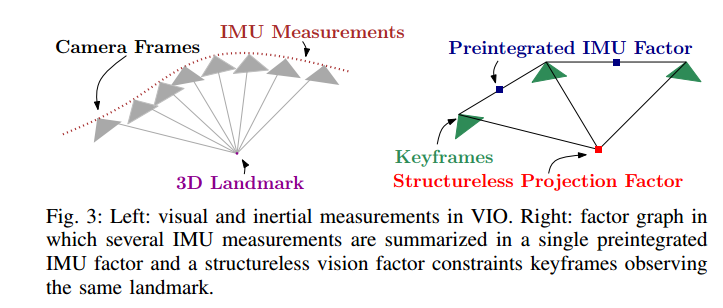 IMU Measurements
Camera Frames
3D Landmark
Preintegrated IMU Factor
Keyframes
Structureless Projection Factor
Fig. 3: Left: visual and inertial measurements in VIO. Right: factor graph in
which several IMU measurements are summarized in a single preintegrated
IMU factor and a structureless vision factor constraints keyframes observing
the same landmark.